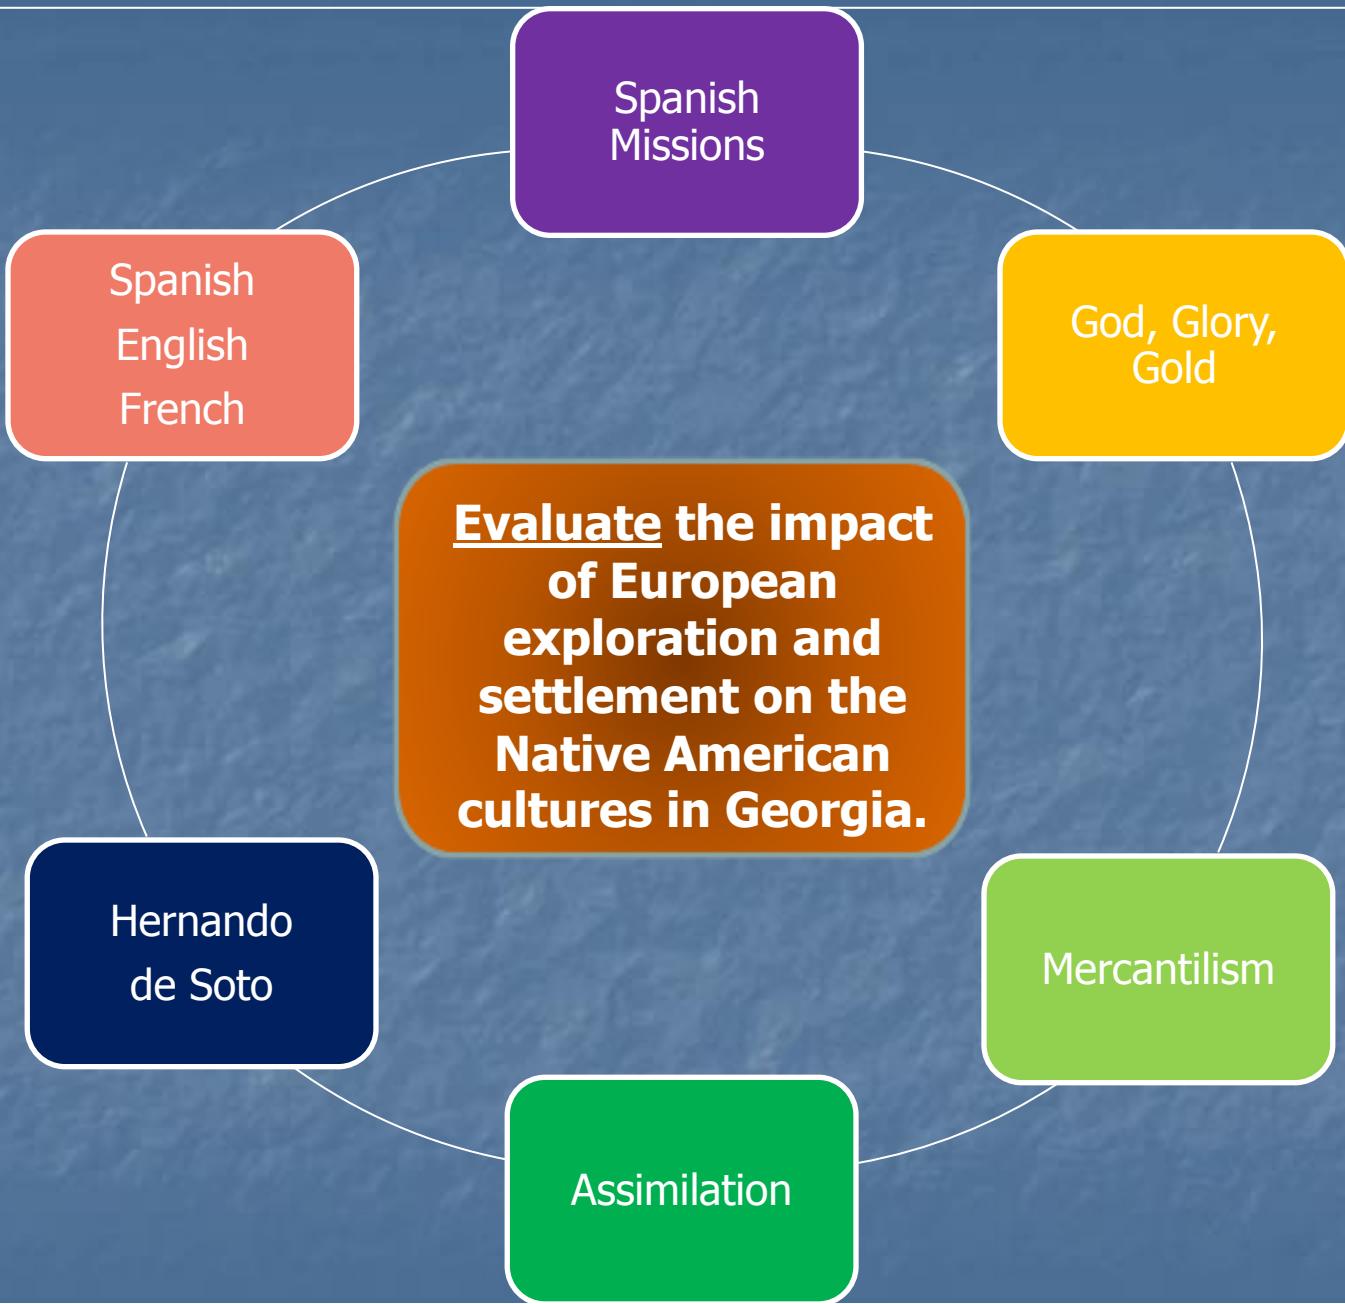 Spanish
Missions
God, Glory,
Gold
Mercantilism
Assimilation
Hernando
de Soto
Spanish
English
French
Evaluate the impact
of European
exploration and
settlement on the
Native American
cultures in Georgia.